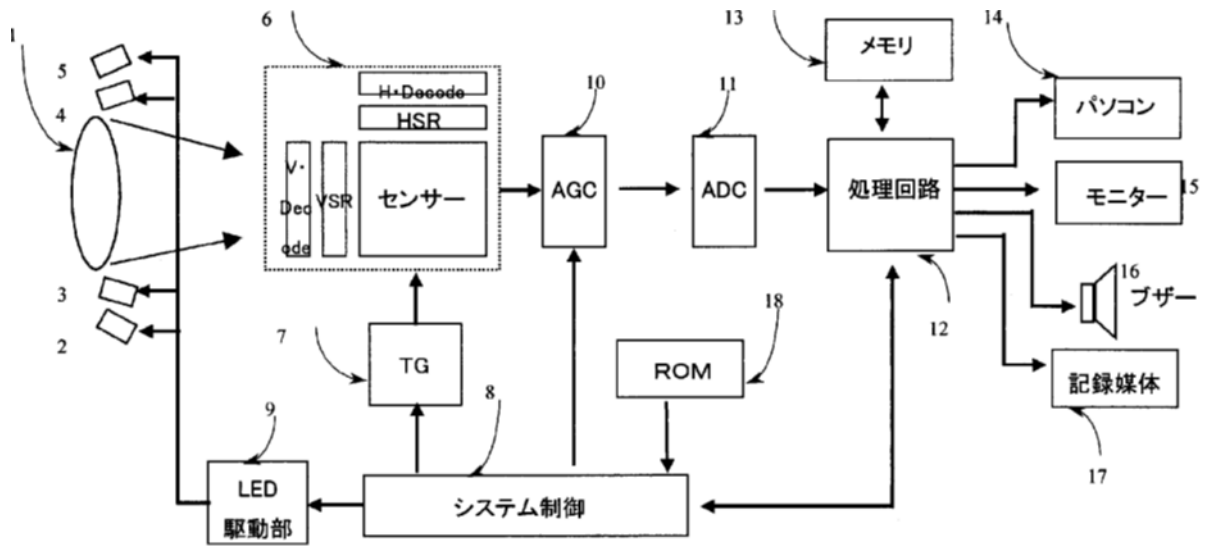 1
5
4
3
2
6
H・Decode
HSR
V・
Dec
ode
VSR
センサー
10
AGC
11
ADC
13
メモリ
処理回路
12
14
パソコン
モニター
15
16
ブザー
記録媒体
17
7
TG
18
ROM
8
システム制御
9
LED
駆動部